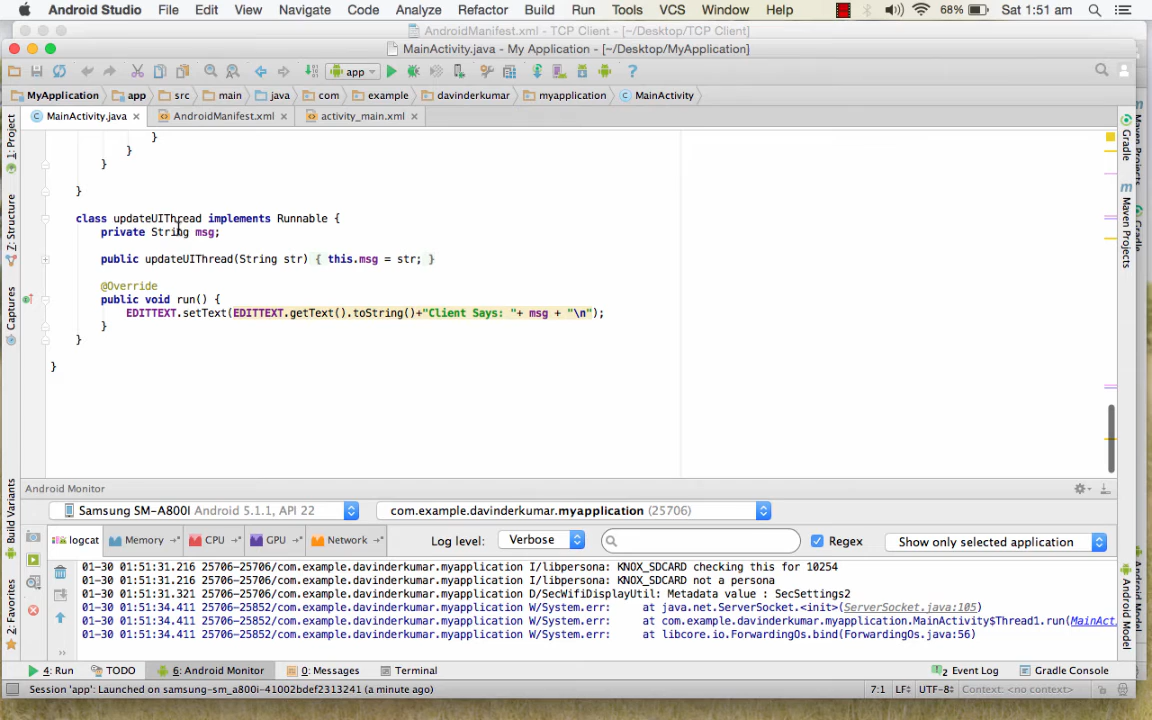 Android Studio File Edit View Navigate Code Analyze Refactor Build Run Tools VCS Window Help 68% Sat 1:51 am
AndroidManifest.xml - TCP Client - [~/Desktop/TCP Client]
MainActivity.java - My Application - [~/Desktop/MyApplication]
app
MyApplication app src main java com example davinderkumar myapplication MainActivity
MainActivity.java AndroidManifest.xml activity_main.xml
1: Project
7: Structure
Captures
Build Variants
2: Favorites
Gradle
Maven Projects
Android Model
}
}
}
}
class updateUIThread implements Runnable {
private String msg;
public updateUIThread(String str) { this.msg = str; }
@Override
public void run() {
EDITTEXT.setText(EDITTEXT.getText().toString()+"Client Says: "+ msg + "\n");
}
}
}
Android Monitor
Samsung SM-A800I Android 5.1.1, API 22 com.example.davinderkumar.myapplication (25706)
logcat Memory CPU GPU Network Log level: Verbose Regex Show only selected application
01-30 01:51:31.216 25706-25706/com.example.davinderkumar.myapplication I/libpersona: KNOX_SDCARD checking this for 10254
01-30 01:51:31.216 25706-25706/com.example.davinderkumar.myapplication I/libpersona: KNOX_SDCARD not a persona
01-30 01:51:31.321 25706-25706/com.example.davinderkumar.myapplication D/SecWifiDisplayUtil: Metadata value : SecSettings2
01-30 01:51:34.411 25706-25852/com.example.davinderkumar.myapplication W/System.err: at java.net.ServerSocket.<init>(ServerSocket.java:105)
01-30 01:51:34.411 25706-25852/com.example.davinderkumar.myapplication W/System.err: at com.example.davinderkumar.myapplication.MainActivity$Thread1.run(MainAct
01-30 01:51:34.411 25706-25852/com.example.davinderkumar.myapplication W/System.err: at libcore.io.ForwardingOs.bind(ForwardingOs.java:56)
4: Run TODO 6: Android Monitor 0: Messages Terminal 2 Event Log Gradle Console
Session 'app': Launched on samsung-sm_a800i-41002bdef2313241 (a minute ago) 7:1 LF UTF-8 Context: <no context>